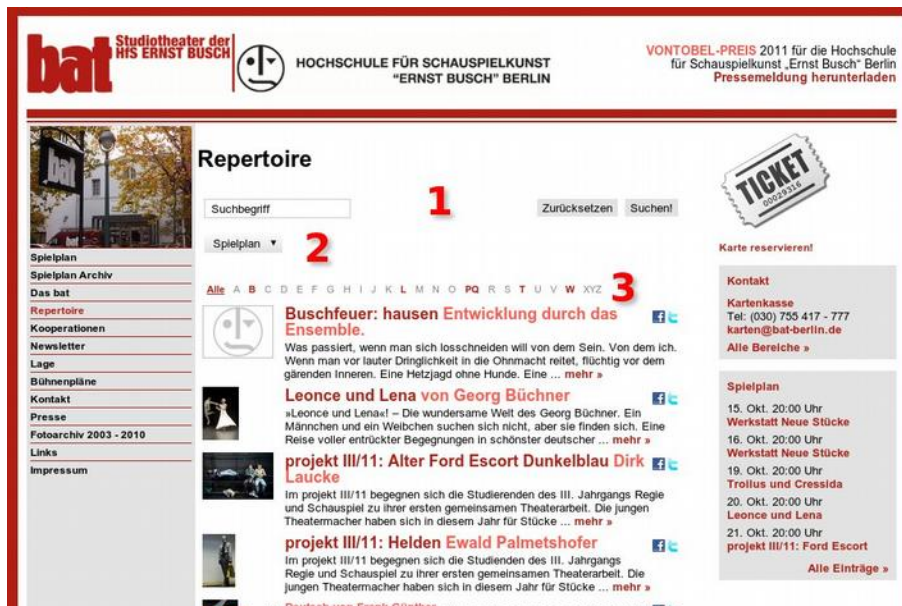 bat
Studiotheater der
HfS ERNST
BUSCH
HOCHSCHULE FÜR SCHAUSPIELKUNST
"ERNST BUSCH" BERLIN
VONTOBEL-PREIS 2011 für die Hochschule
für Schauspielkunst „Ernst Busch" Berlin
Pressemeldung herunterladen
bat
Spielplan
Spielplan Archiv
Das bat
Repertoire
Kooperationen
Newsletter
Lage
Bühnenpläne
Kontakt
Presse
Fotoarchiv 2003 - 2010
Links
Impressum
Repertoire
Suchbegriff
1
Zurücksetzen Suchen!
Spielplan ▼
2
Alle A B C D E F G H I J K L M N O PQ R S T U V W XYZ
3
Buschfeuer: hausen Entwicklung durch das
Ensemble.
Was passiert, wenn man sich losschneiden will von dem Sein. Von dem ich.
Wenn man vor lauter Dringlichkeit in die Ohnmacht reitet, flüchtig vor dem
gärenden Inneren. Eine Hetzjagd ohne Hunde. Eine ... mehr »
Leonce und Lena von Georg Büchner
»Leonce und Lena«! – Die wundersame Welt des Georg Büchner. Ein
Männchen und ein Weibchen suchen sich nicht, aber sie finden sich. Eine
Reise voller entrückter Begegnungen in schönster deutscher ... mehr »
projekt III/11: Alter Ford Escort Dunkelblau Dirk
Laucke
Im projekt III/11 begegnen sich die Studierenden des III. Jahrgangs Regie
und Schauspiel zu ihrer ersten gemeinsamen Theaterarbeit. Die jungen
Theatermacher haben sich in diesem Jahr für Stücke ... mehr »
projekt III/11: Helden Ewald Palmetshofer
Im projekt III/11 begegnen sich die Studienden des III. Jahrgangs
Regie und Schauspiel zu ihrer ersten gemeinsamen Theaterarbeit. Die
jungen Theatermacher haben sich in diesem Jahr für Stücke ... mehr »
Deutsch von Frank Günther
TICKET
00029316
Karte reservieren!
Kontakt
Kartenkasse
Tel: (030) 755 417 - 777
karten@bat-berlin.de
Alle Bereiche »
Spielplan
15. Okt. 20:00 Uhr
Werkstatt Neue Stücke
16. Okt. 20:00 Uhr
Werkstatt Neue Stücke
19. Okt. 20:00 Uhr
Troilus und Cressida
20. Okt. 20:00 Uhr
Leonce und Lena
21. Okt. 20:00 Uhr
projekt III/11: Ford Escort
Alle Einträge »